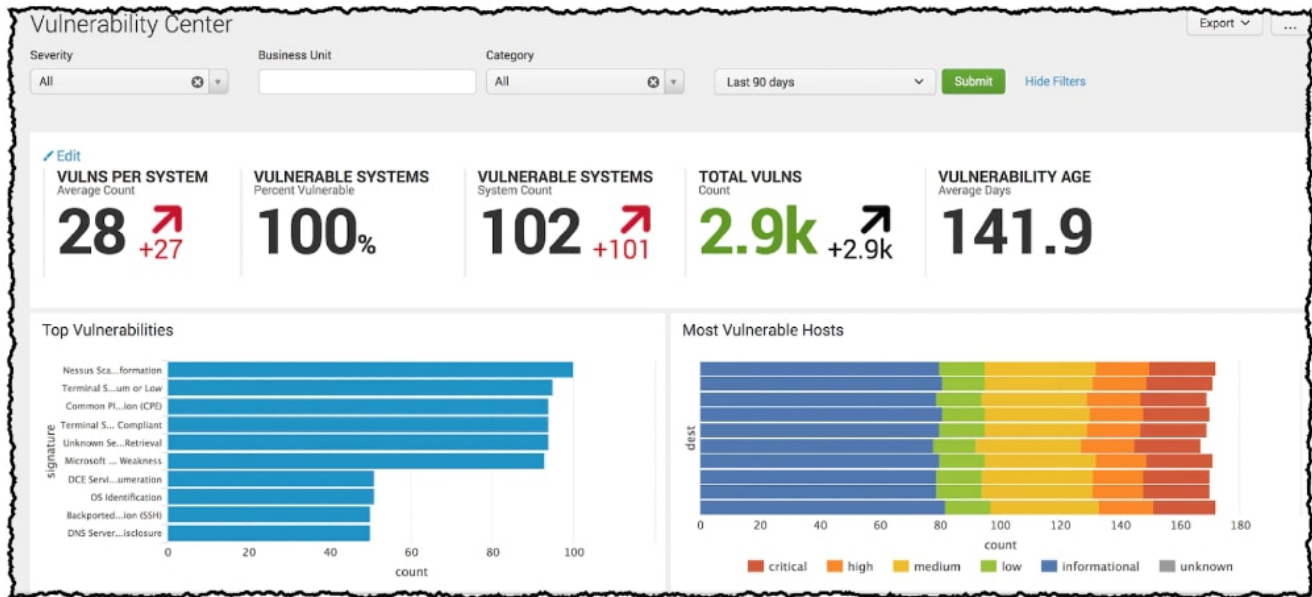 Vulnerability Center
Export
...
Severity
Business Unit
Category
All
All
Last 90 days
Submit
Hide Filters
Edit
VULNS PER SYSTEM
Average Count
28
+27
VULNERABLE SYSTEMS
Percent Vulnerable
100%
VULNERABLE SYSTEMS
System Count
102
+101
TOTAL VULNS
Count
2.9k
+2.9k
VULNERABILITY AGE
Average Days
141.9
Top Vulnerabilities
signature
Nessus Sca...formation
Terminal S...um or Low
Common Pl...ion (CPE)
Terminal S... Compliant
Unknown Se...Retrieval
Microsoft ... Weakness
DCE Servi...umeration
OS Identification
Backported...ion (SSH)
DNS Server...isclosure
0 20 40 60 80 100
count
Most Vulnerable Hosts
dest
0 20 40 60 80 100 120 140 160 180
count
critical high medium low informational unknown